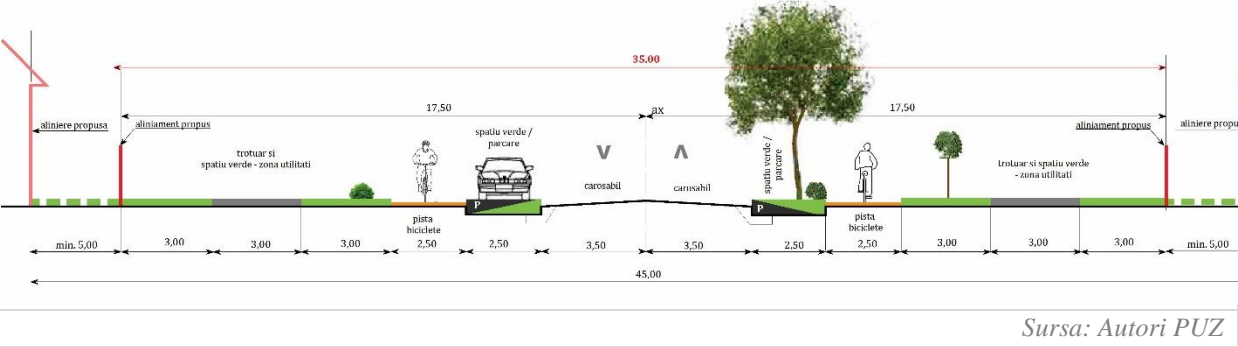 35,00
17,50
ax
17,50
aliniere propusa
aliniament propus
aliniament propus
aliniere propu
trotuar si
spatiu verde - zona utilitati
spatiu verde /
parcare
spatiu verde /
parcare
trotuar si spatiu verde
- zona utilitati
carosabil
carosabil
P
P
pista
biciclete
pista
biciclete
min. 5,00
3,00
3,00
3,00
2,50
2,50
3,50
3,50
2,50
2,50
3,00
3,00
3,00
min. 5,00
45,00
Sursa: Autori PUZ